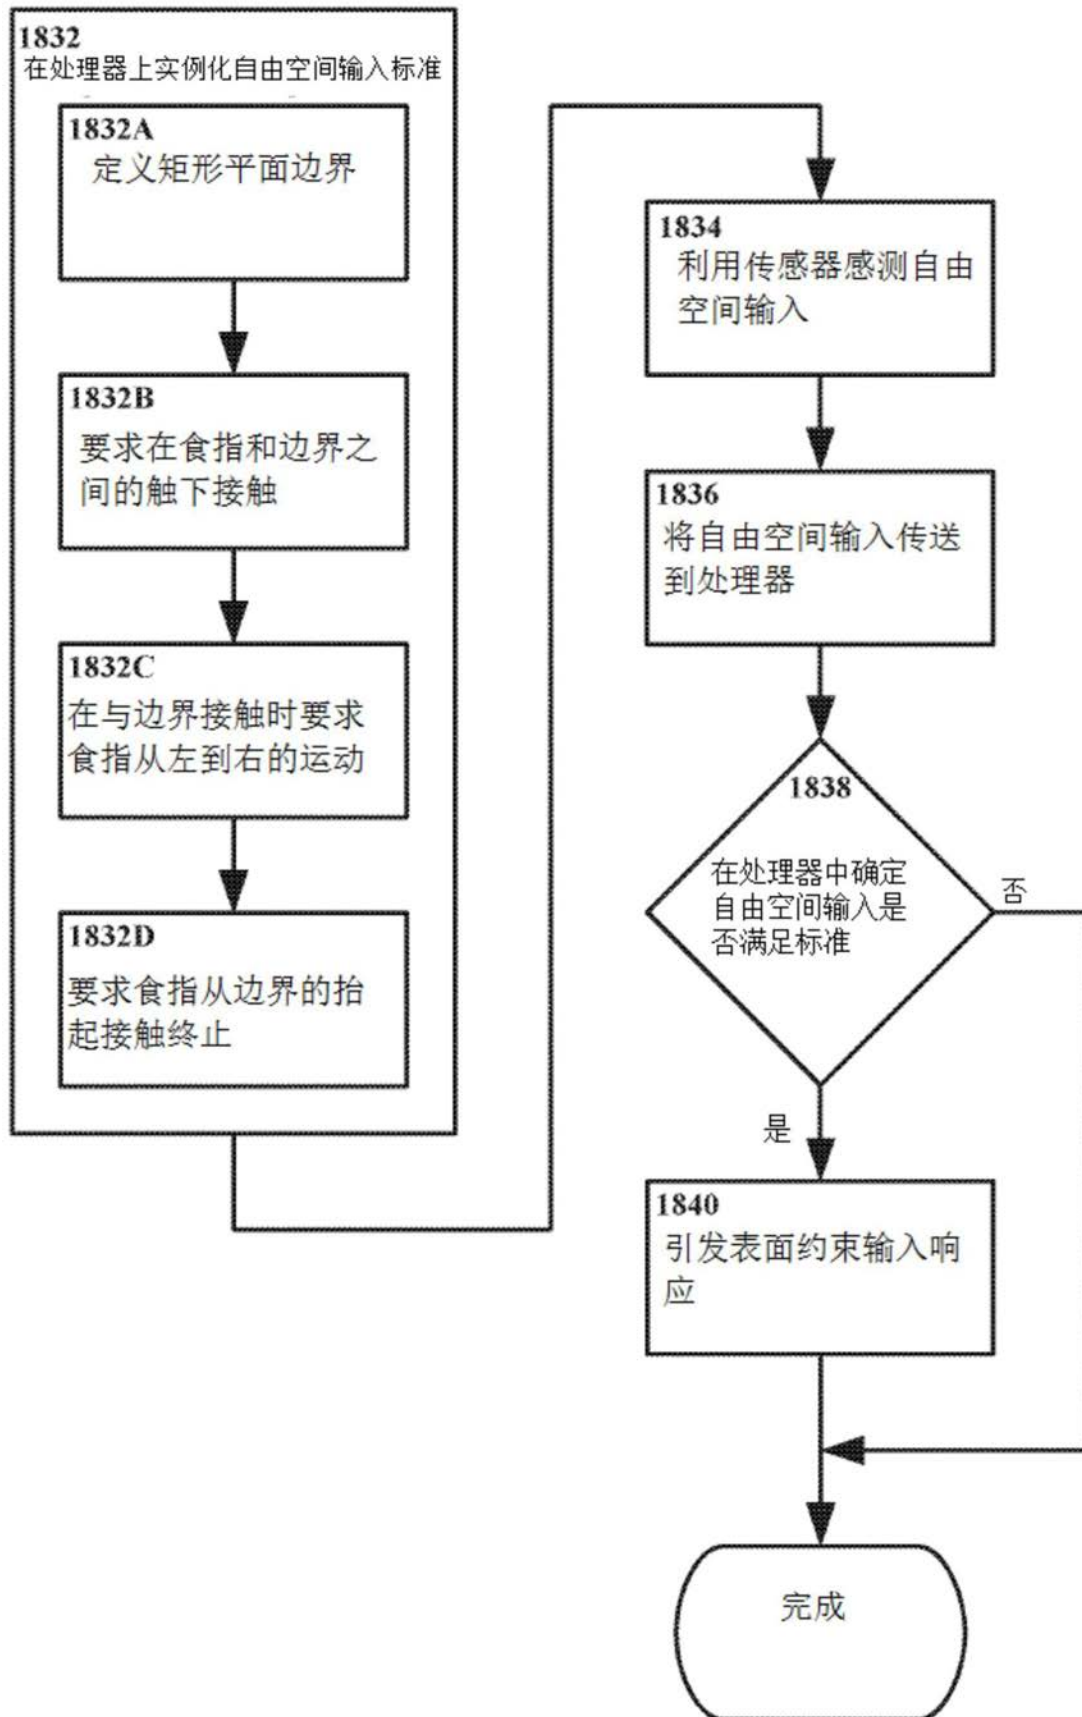 1832
在处理器上实例化自由空间输入标准
1832A
定义矩形平面边界
1832B
要求在食指和边界之
间的触下接触
1832C
在与边界接触时要求
食指从左到右的运动
1832D
要求食指从边界的抬
起接触终止
1834
利用传感器感测自由
空间输入
1836
将自由空间输入传送
到处理器
1838
在处理器中确定
自由空间输入是
否满足标准
否
是
1840
引发表面约束输入响
应
完成